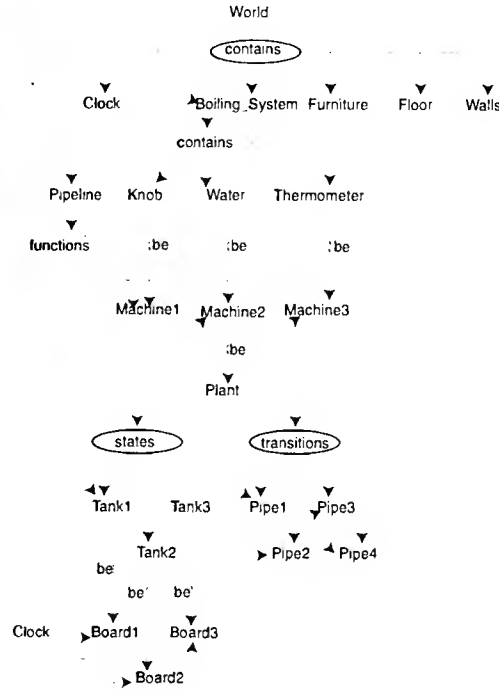 World
contains
Clock Boiling_System Furniture Floor Walls
contains
Pipeline Knob Water Thermometer
functions :be :be :be
Machine1 Machine2 Machine3
:be
Plant
states transitions
Tank1 Tank3 Pipe1 Pipe3
Tank2 Pipe2 Pipe4
be:
be' be'
Clock Board1 Board3
Board2